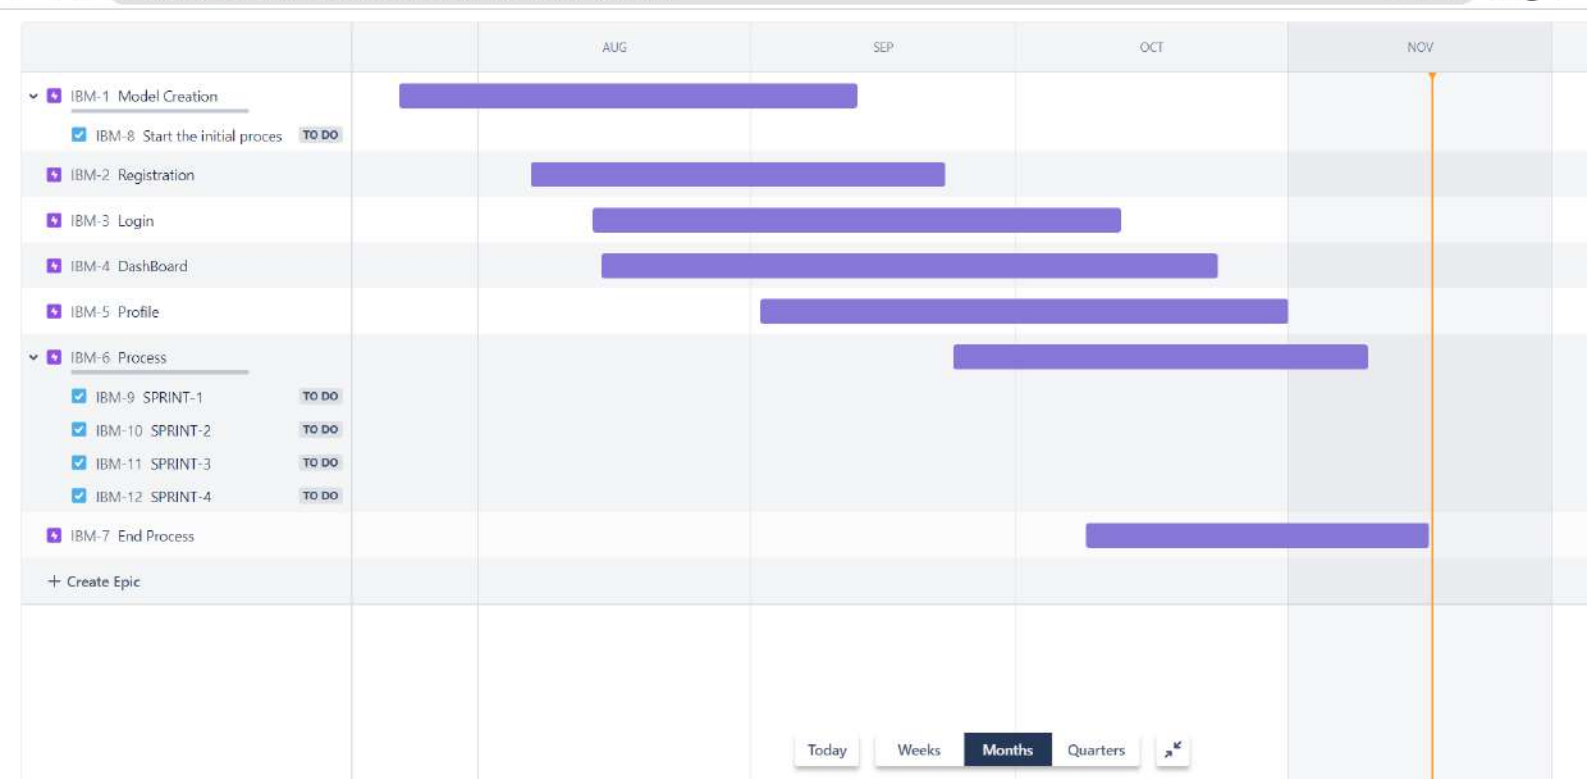 AUG SEP OCT NOV
IBM-1 Model Creation
IBM-8 Start the initial proces TO DO
IBM-2 Registration
IBM-3 Login
IBM-4 DashBoard
IBM-5 Profile
IBM-6 Process
IBM-9 SPRINT-1 TO DO
IBM-10 SPRINT-2 TO DO
IBM-11 SPRINT-3 TO DO
IBM-12 SPRINT-4 TO DO
IBM-7 End Process
+ Create Epic
Today Weeks Months Quarters